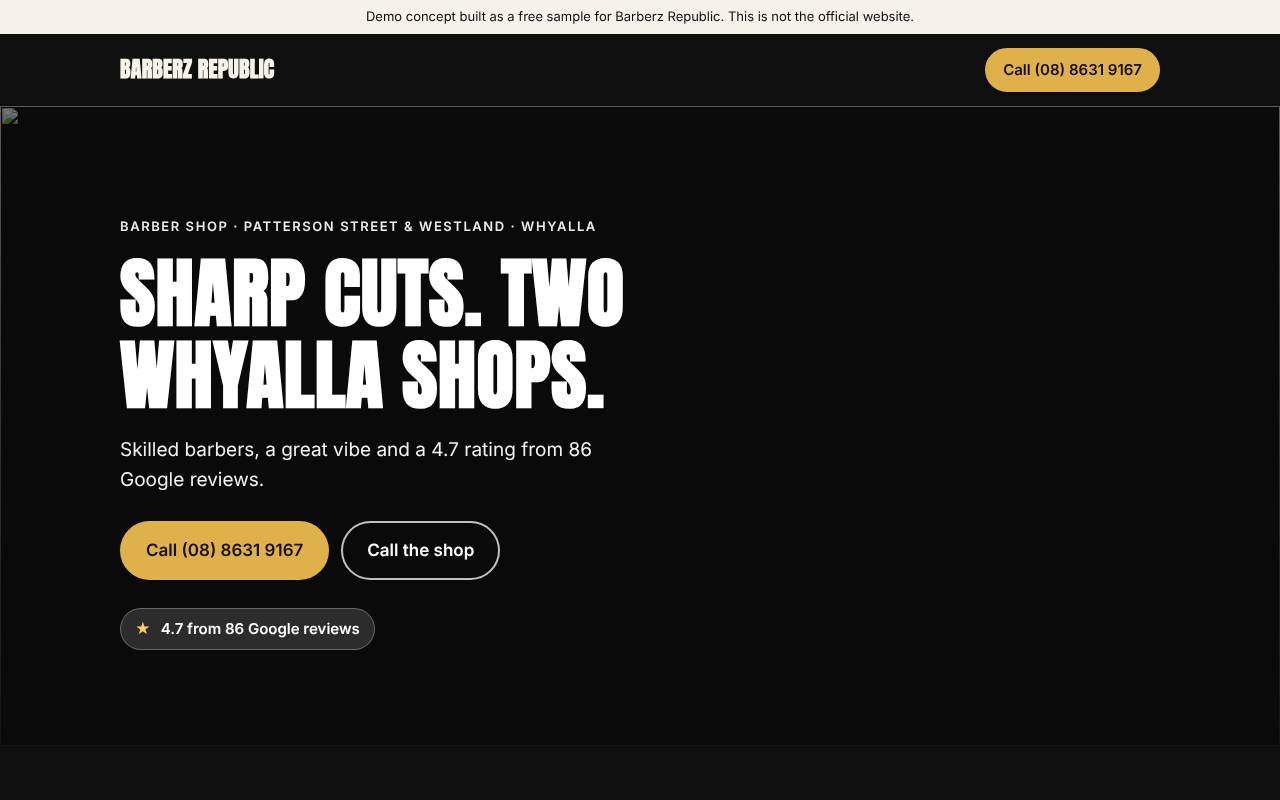 Demo concept built as a free sample for Barberz Republic. This is not the official website.
BARBERZ REPUBLIC
Call (08) 8631 9167
BARBER SHOP · PATTERSON STREET & WESTLAND · WHYALLA
SHARP CUTS. TWO
WHYALLA SHOPS.
Skilled barbers, a great vibe and a 4.7 rating from 86
Google reviews.
Call (08) 8631 9167
Call the shop
★ 4.7 from 86 Google reviews